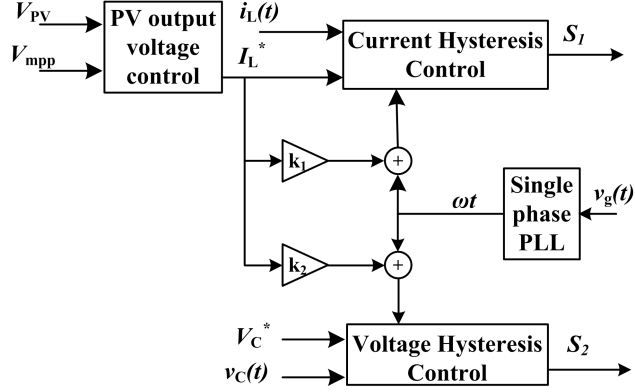 V_PV
V_mpp
PV output
voltage
control
i_L(t)
I_L^*
Current Hysteresis
Control
S_1
k_1
+
ωt
Single
phase
PLL
v_g(t)
k_2
+
V_C^*
v_C(t)
Voltage Hysteresis
Control
S_2